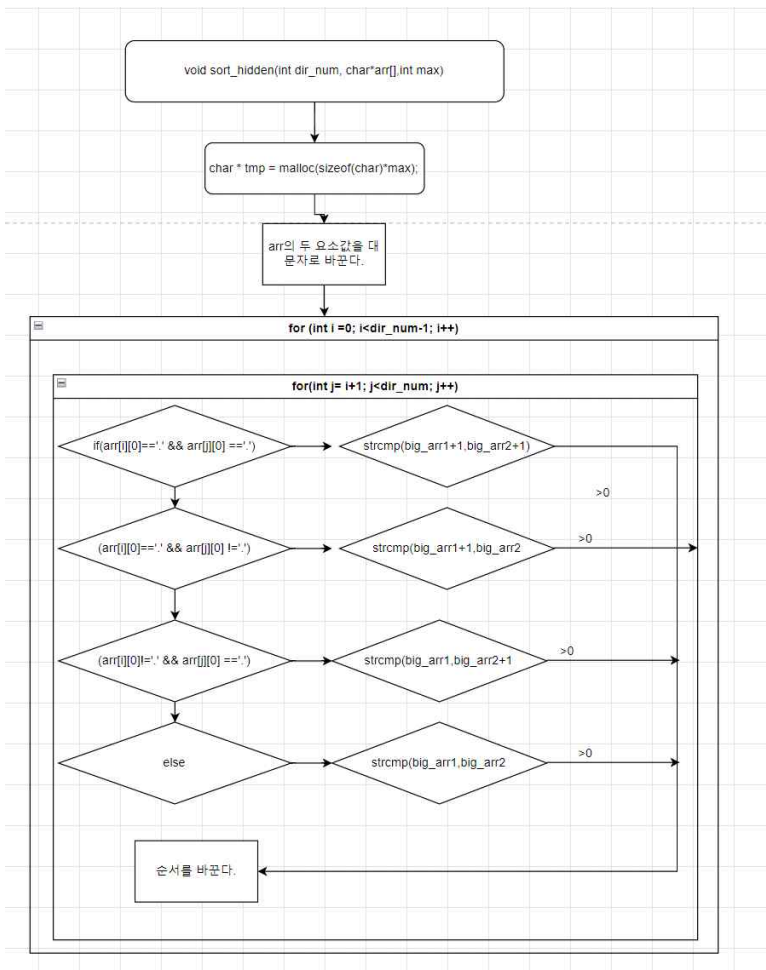 void sort_hidden(int dir_num, char*arr[],int max)
char * tmp = malloc(sizeof(char)*max);
arr의 두 요소값을 대
문자로 바꾼다.
for (int i =0; i<dir_num-1; i++)
for(int j= i+1; j<dir_num; j++)
if(arr[i][0]=='.' && arr[j][0] =='.')
strcmp(big_arr1+1,big_arr2+1)
>0
(arr[i][0]=='.' && arr[j][0] !='.')
strcmp(big_arr1+1,big_arr2
>0
(arr[i][0]!='.' && arr[j][0] =='.')
strcmp(big_arr1,big_arr2+1
>0
else
strcmp(big_arr1,big_arr2
>0
순서를 바꾼다.